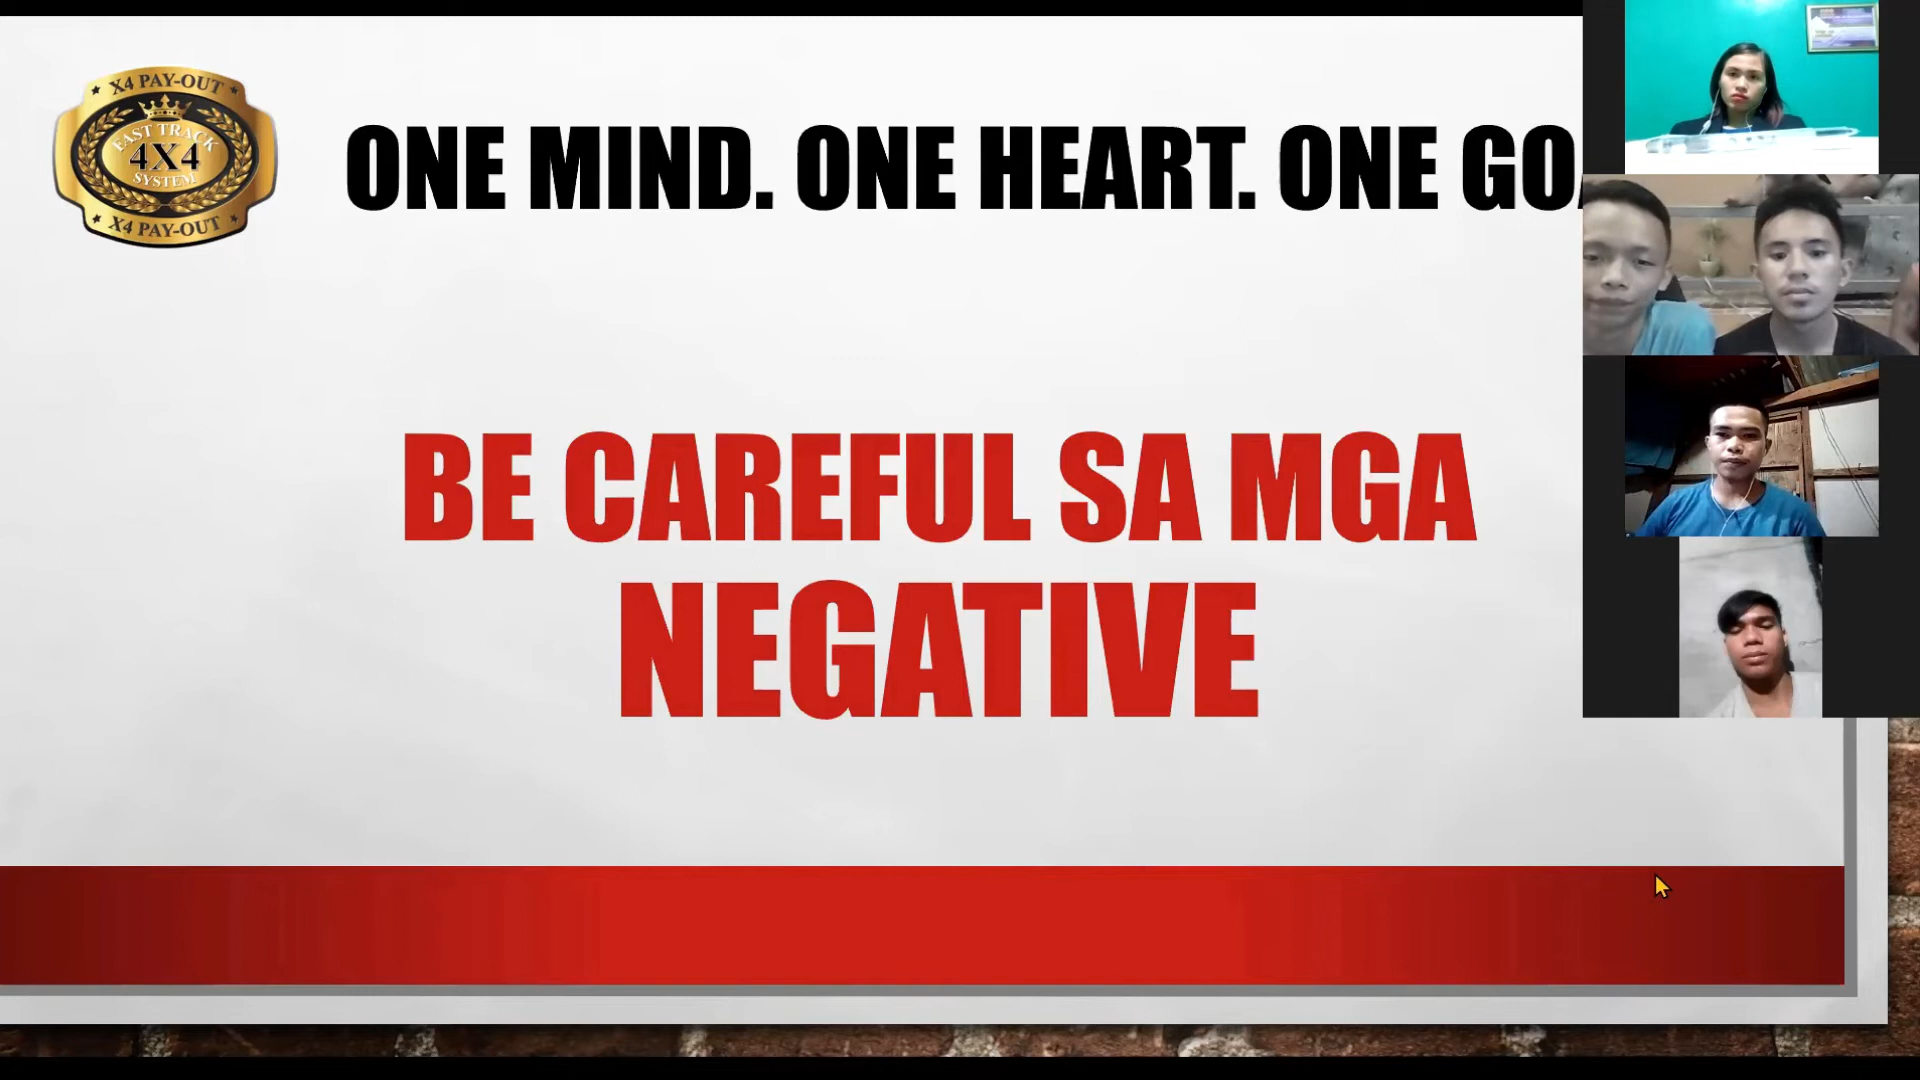 X4 PAY-OUT
FAST TRACK
4X4
SYSTEM
X4 PAY-OUT
ONE MIND. ONE HEART. ONE
BE CAREFUL SA MGA
NEGATIVE